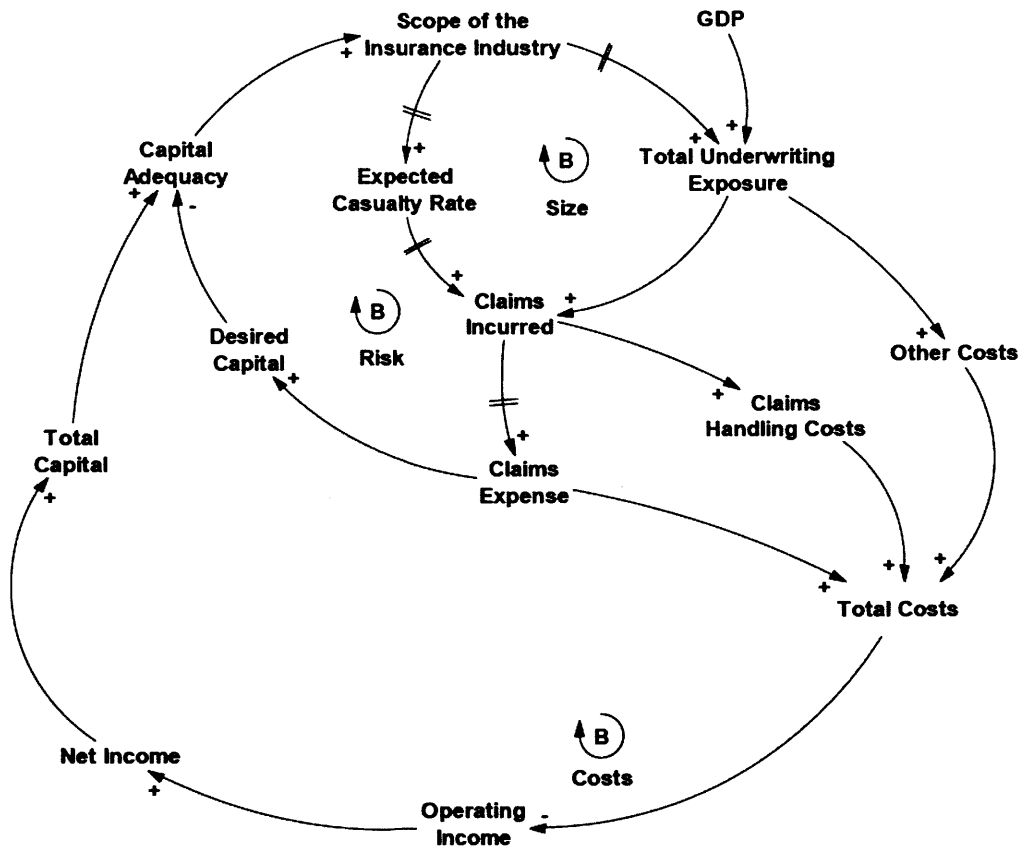 Scope of the
Insurance Industry
GDP
+
+
+
Capital
Adequacy
+
-
+
Expected
Casualty Rate
B
Size
Total Underwriting
Exposure
+
Claims
Incurred
+
B
Risk
Desired
Capital
+
+
Other Costs
+
Claims
Handling Costs
Total
Capital
+
+
Claims
Expense
+
+
+
Total Costs
B
Costs
Net Income
+
Operating
Income
-